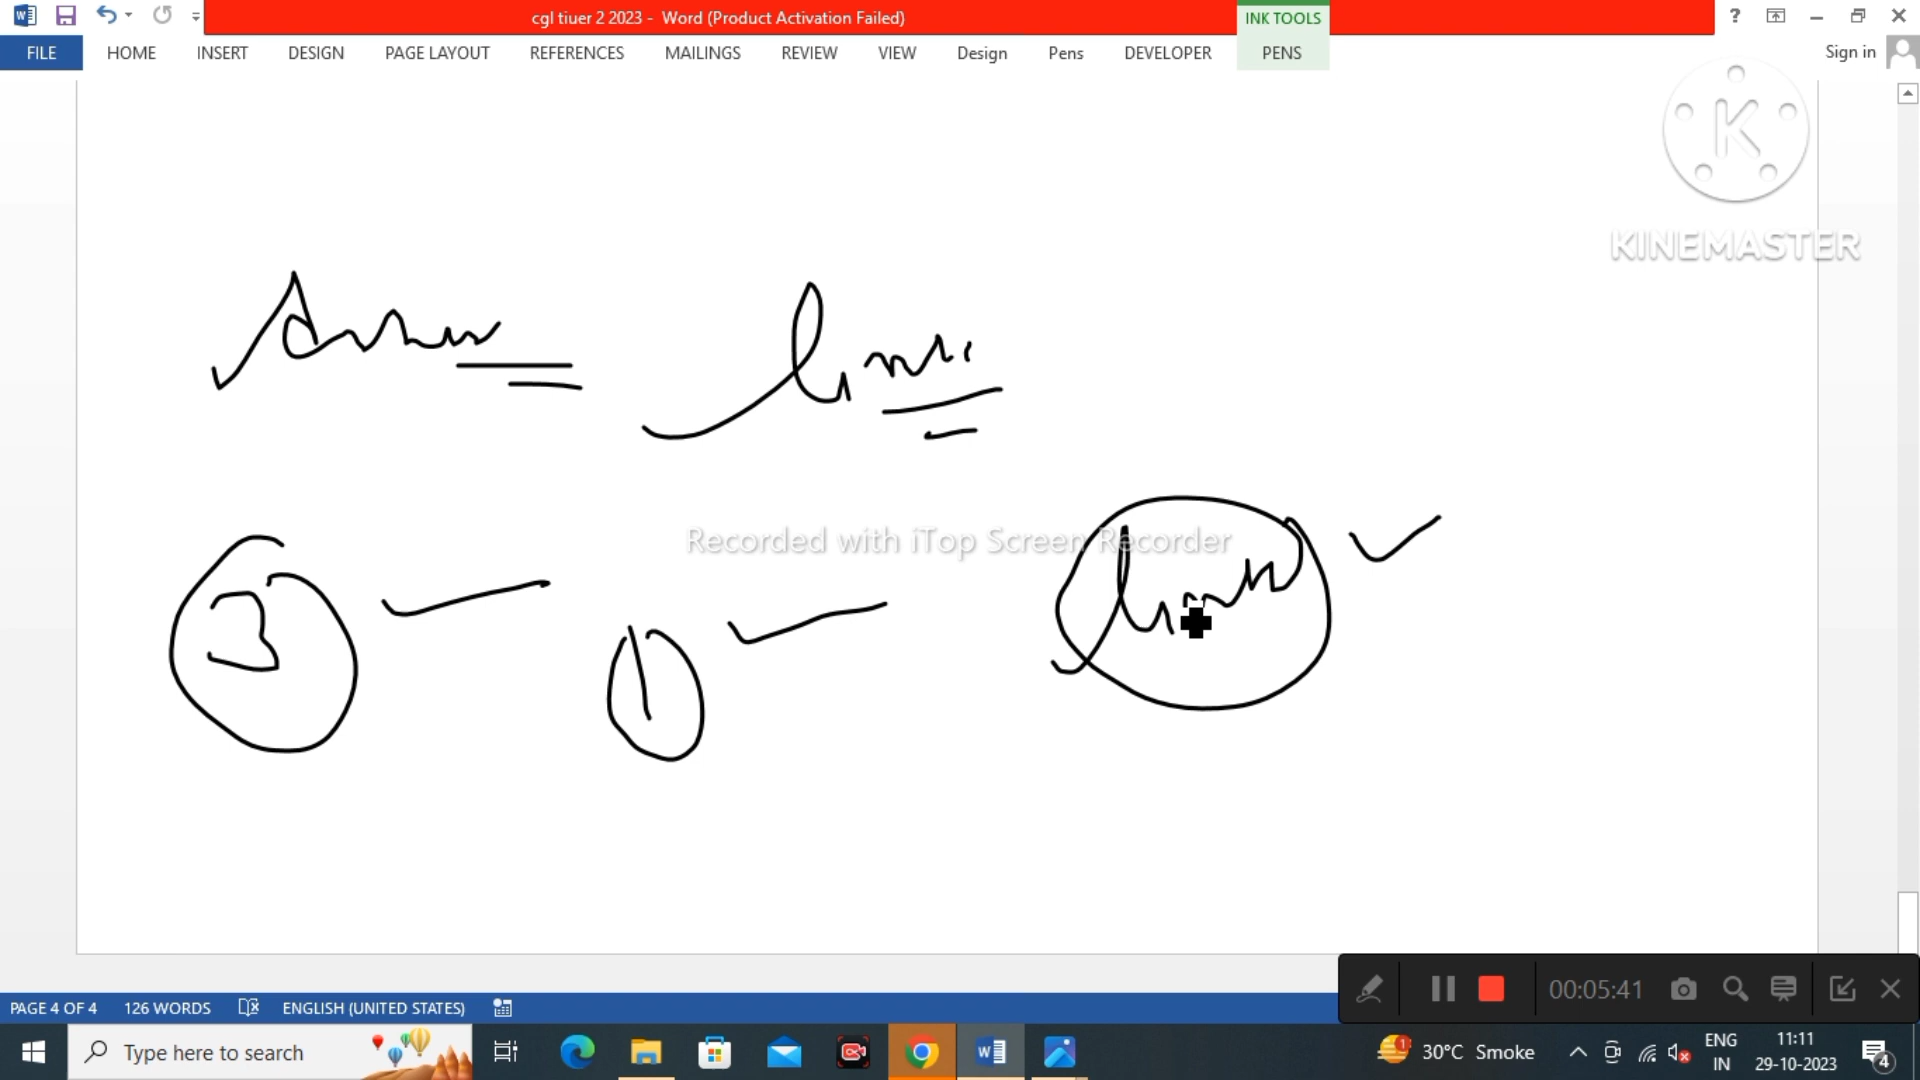 cgl tiuer 2 2023 - Word (Product Activation Failed)
INK TOOLS
?
FILE HOME INSERT DESIGN PAGE LAYOUT REFERENCES MAILINGS REVIEW VIEW Design Pens DEVELOPER PENS
Sign in
K
KINEMASTER
Recorded with iTop Screen Recorder
3
1
PAGE 4 OF 4 126 WORDS ENGLISH (UNITED STATES)
00:05:41
Type here to search
30°C Smoke
ENG
IN
11:11
29-10-2023
4